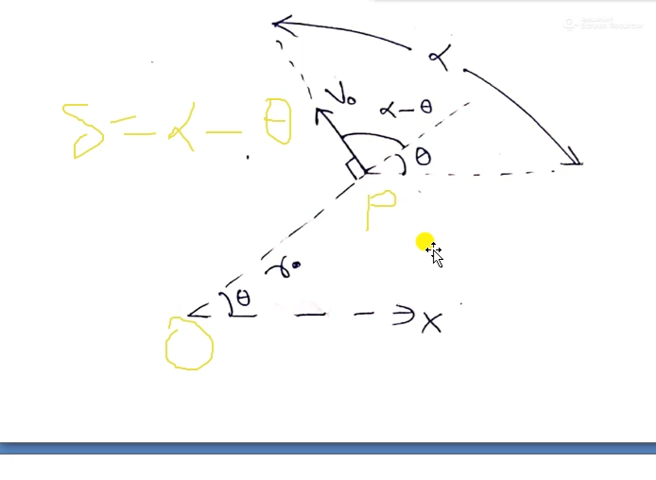 α
V₀
α-θ
δ = α - θ
θ
P
r₀
θ
X
O